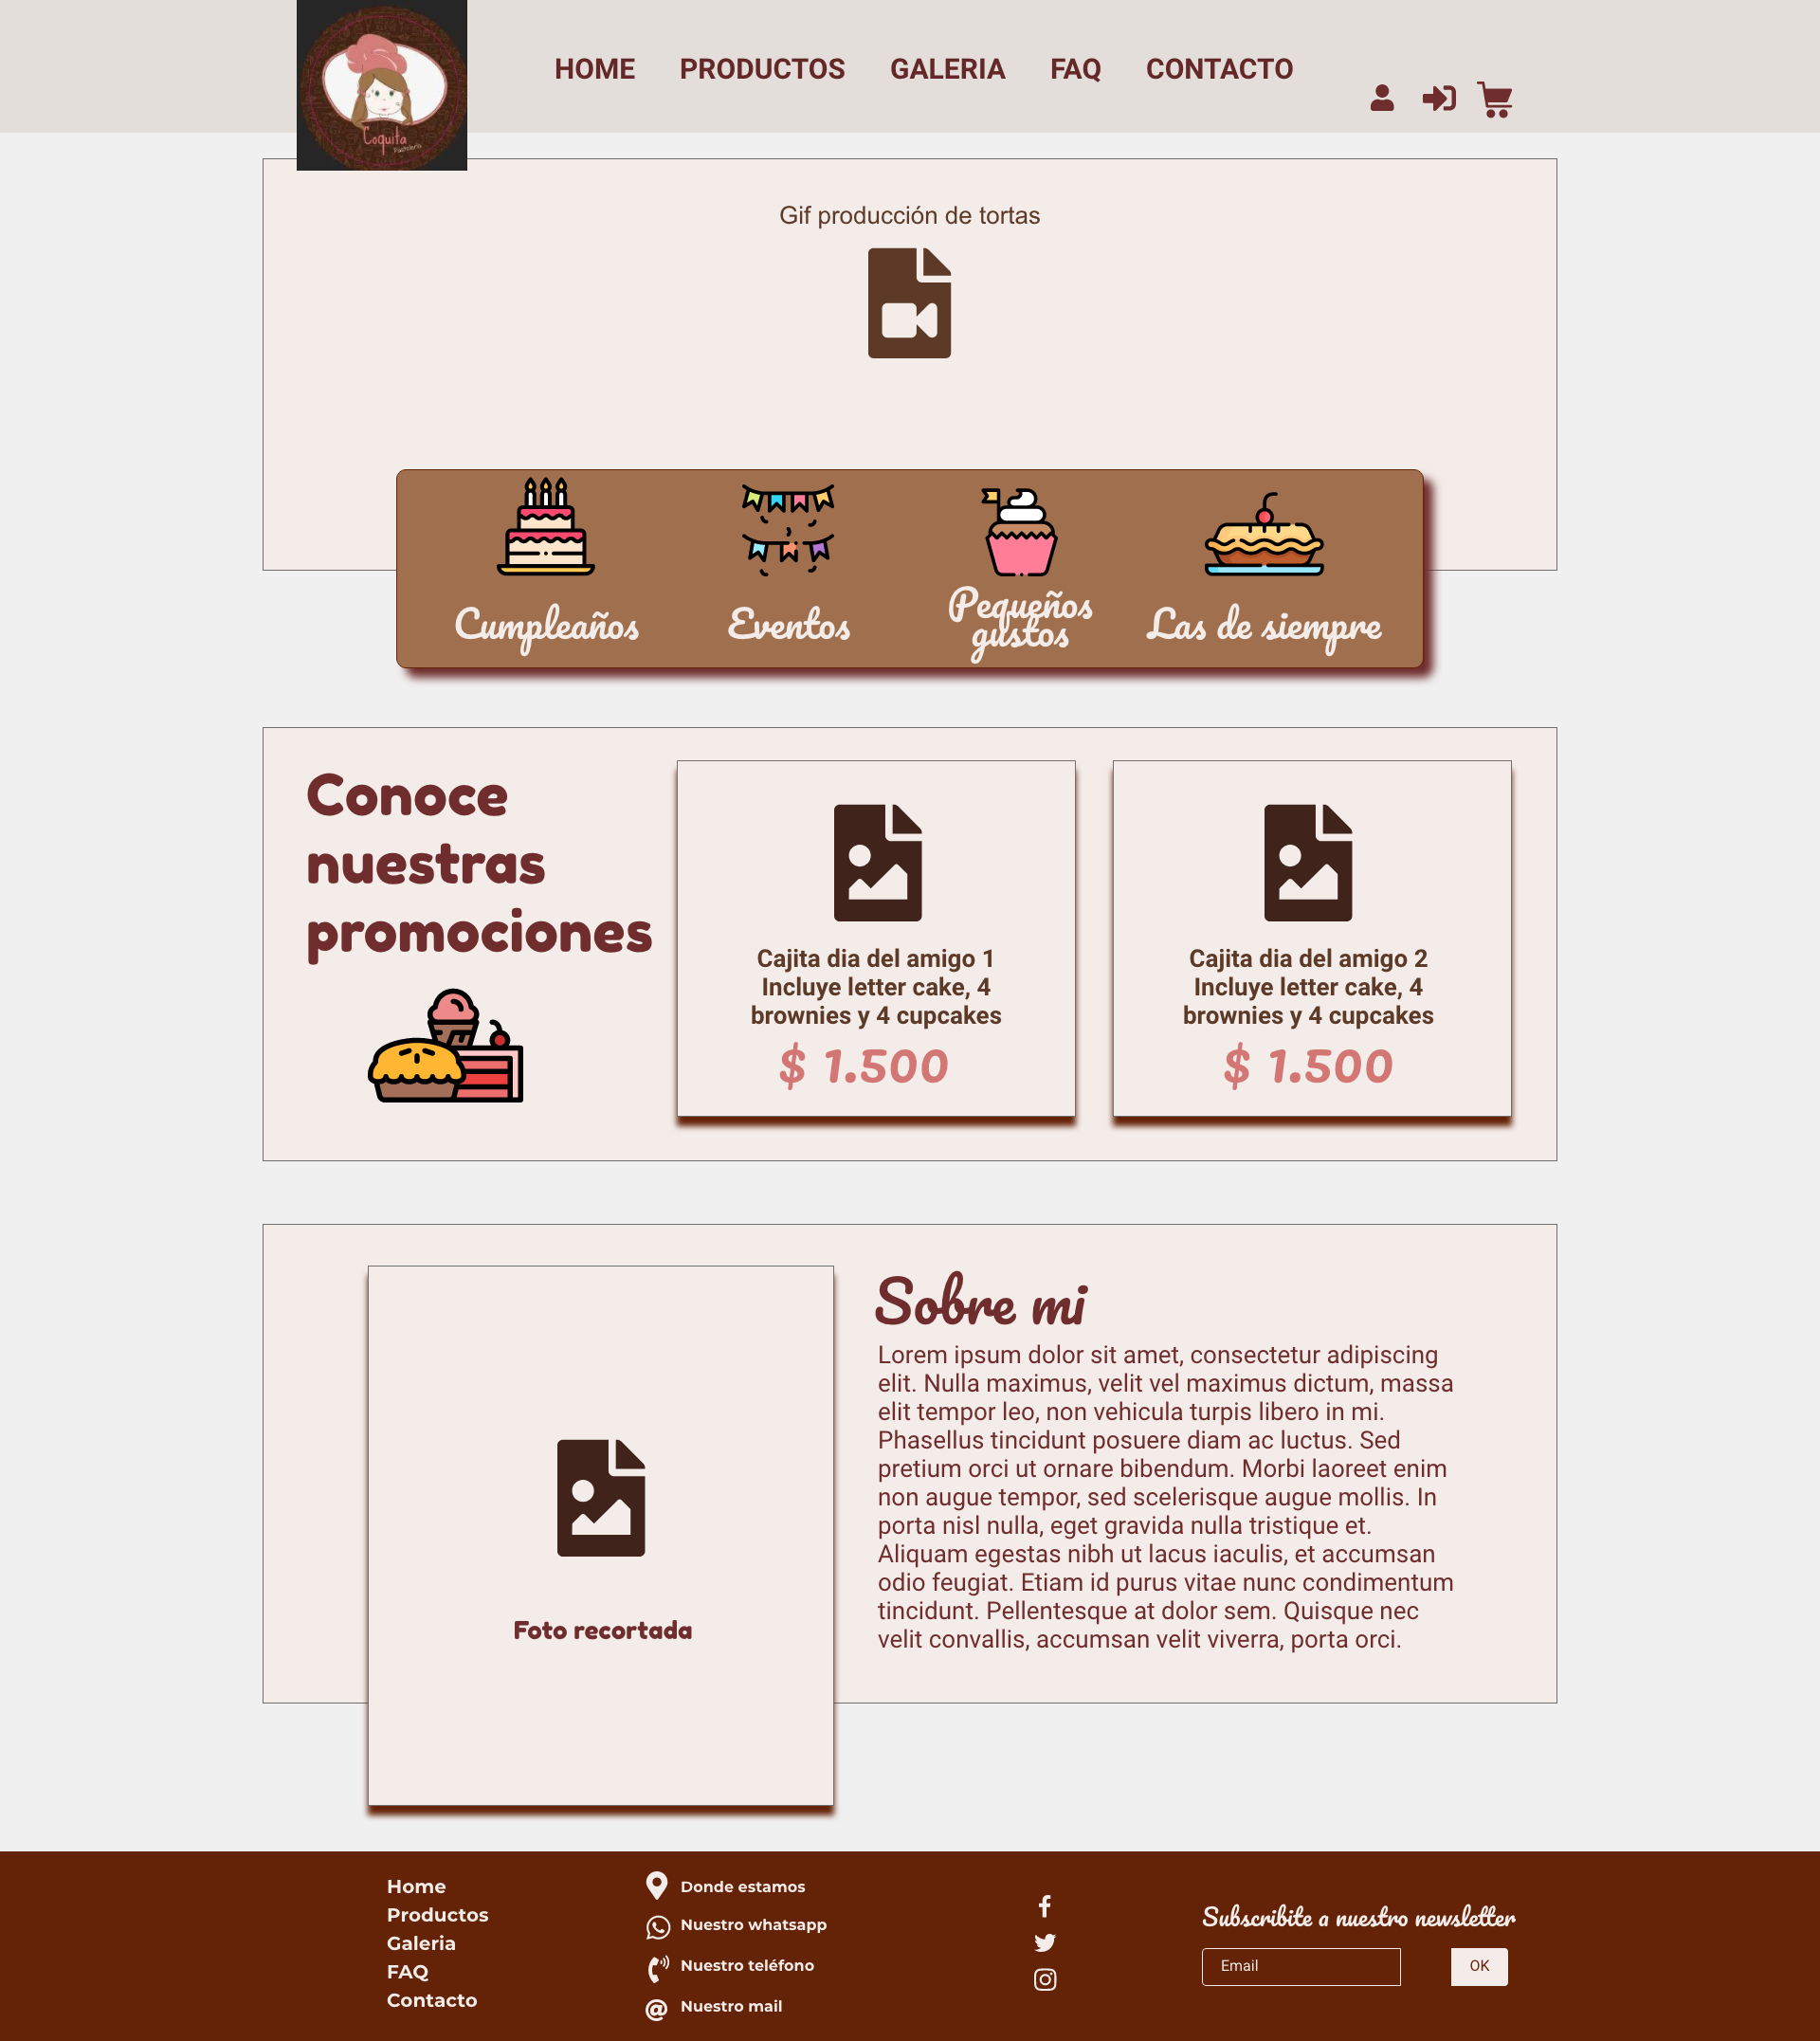 Coquita
Pastelería
HOME PRODUCTOS GALERIA FAQ CONTACTO
Gif producción de tortas
Cumpleaños
Eventos
Pequeños
gustos
Las de siempre
Conoce
nuestras
promociones
Cajita dia del amigo 1
Incluye letter cake, 4
brownies y 4 cupcakes
$ 1.500
Cajita dia del amigo 2
Incluye letter cake, 4
brownies y 4 cupcakes
$ 1.500
Foto recortada
Sobre mi
Lorem ipsum dolor sit amet, consectetur adipiscing
elit. Nulla maximus, velit vel maximus dictum, massa
elit tempor leo, non vehicula turpis libero in mi.
Phasellus tincidunt posuere diam ac luctus. Sed
pretium orci ut ornare bibendum. Morbi laoreet enim
non augue tempor, sed scelerisque augue mollis. In
porta nisl nulla, eget gravida nulla tristique et.
Aliquam egestas nibh ut lacus iaculis, et accumsan
odio feugiat. Etiam id purus vitae nunc condimentum
tincidunt. Pellentesque at dolor sem. Quisque nec
velit convallis, accumsan velit viverra, porta orci.
Home
Productos
Galeria
FAQ
Contacto
Donde estamos
Nuestro whatsapp
Nuestro teléfono
Nuestro mail
Subscribite a nuestro newsletter
Email
OK